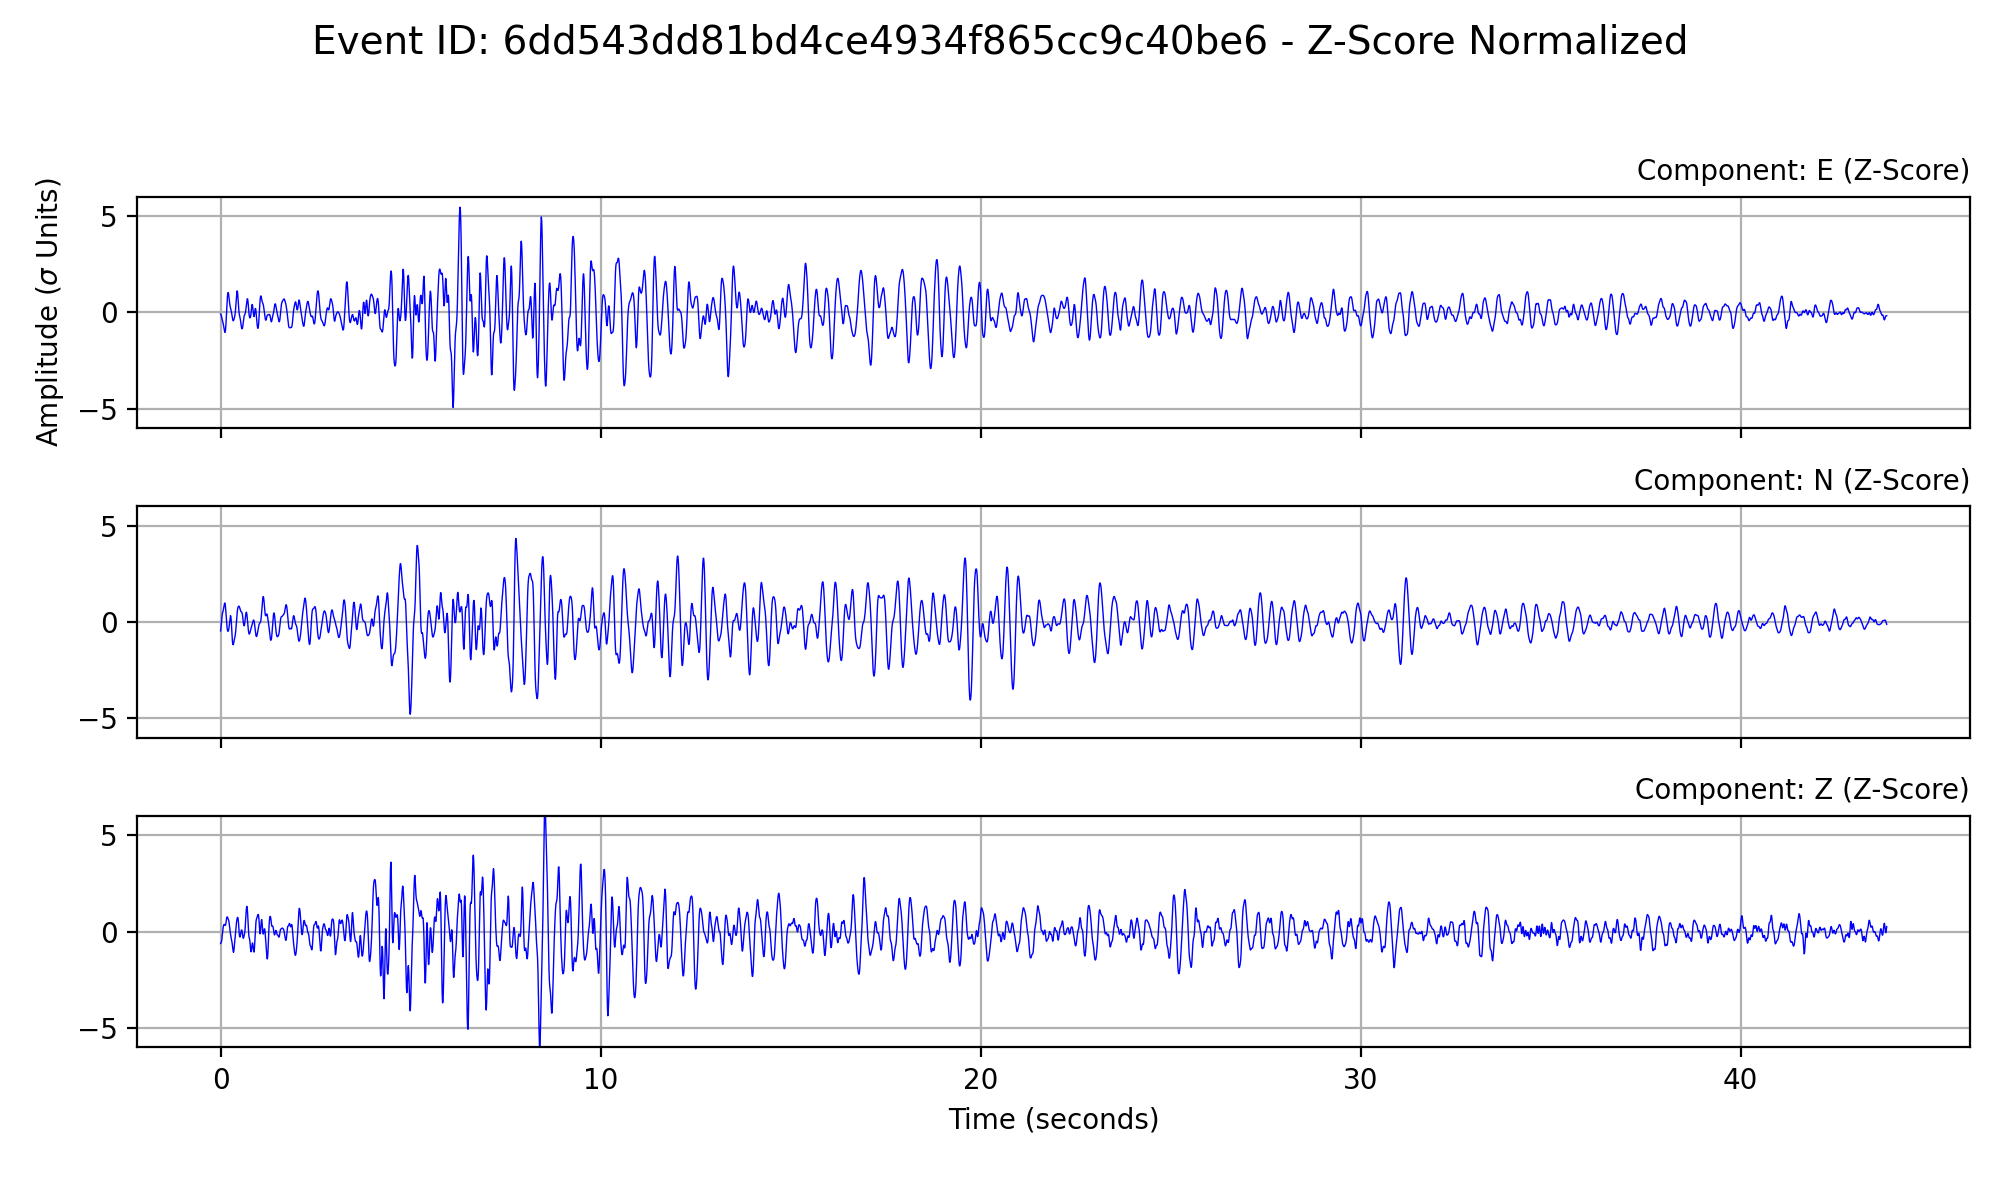 Event ID: 6dd543dd81bd4ce4934f865cc9c40be6 - Z-Score Normalized
Component: E (Z-Score)
Amplitude (σ Units)
5
0
−5
Component: N (Z-Score)
5
0
−5
Component: Z (Z-Score)
5
0
−5
0 10 20 30 40
Time (seconds)